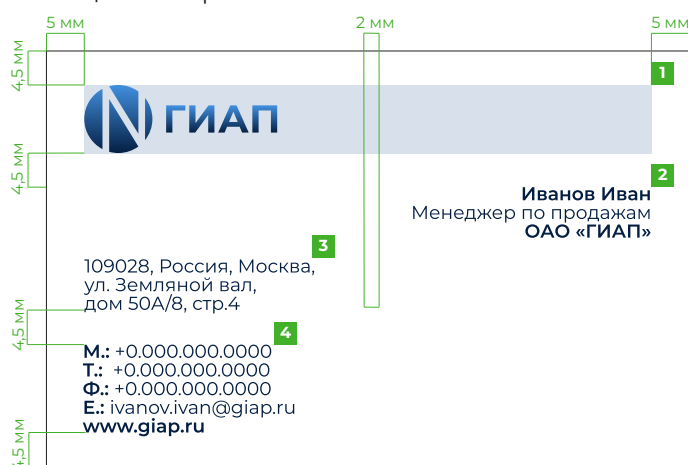 5 мм
2 мм
5 мм
4,5 мм
1
ГИАП
4,5 мм
2
Иванов Иван
Менеджер по продажам
ОАО «ГИАП»
3
109028, Россия, Москва,
ул. Земляной вал,
дом 50А/8, стр.4
4,5 мм
4
М.: +0.000.000.0000
Т.: +0.000.000.0000
Ф.: +0.000.000.0000
E.: ivanov.ivan@giap.ru
www.giap.ru
4,5 мм